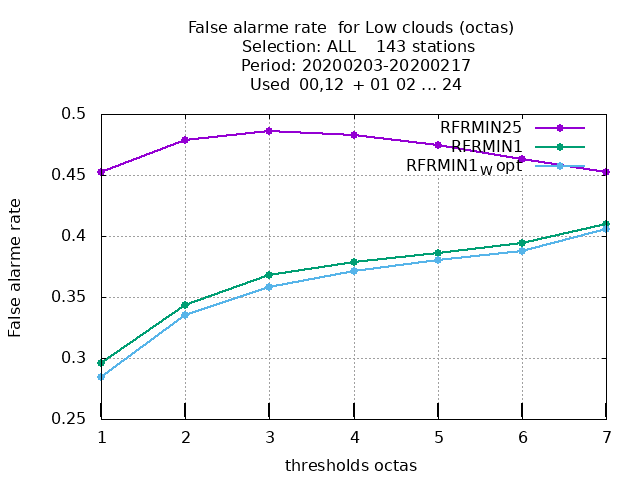 False alarme rate  for Low clouds (octas)
Selection: ALL    143 stations
Period: 20200203-20200217
Used  00,12  + 01 02 ... 24
0.5
0.45
0.4
0.35
0.3
0.25
False alarme rate
RFRMIN25
RFRMIN1
RFRMIN1W opt
1 2 3 4 5 6 7
thresholds octas